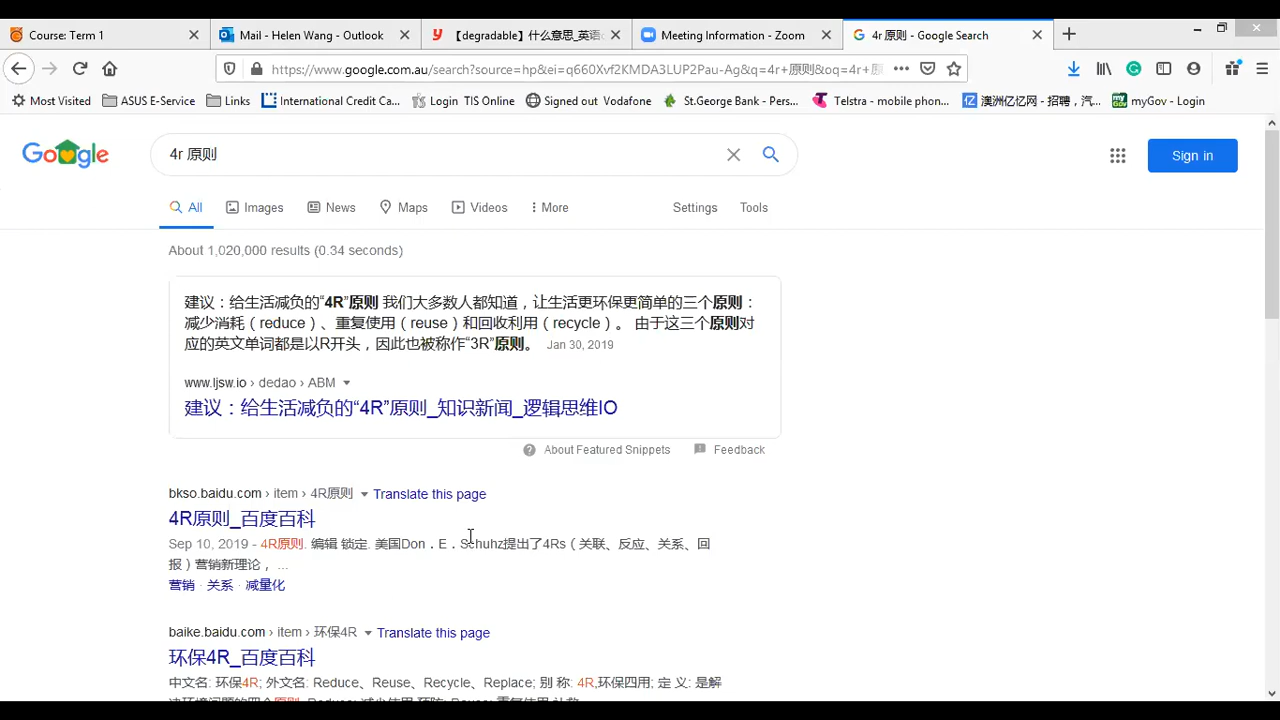 Course: Term 1
Mail - Helen Wang - Outlook
【degradable】什么意思_英语
Meeting Information - Zoom
4r 原则 - Google Search
https://www.google.com.au/search?source=hp&ei=q660Xvf2KMDA3LUP2Pau-Ag&q=4r+原则&oq=4r+原
Most Visited
ASUS E-Service
Links
International Credit Ca...
Login TIS Online
Signed out Vodafone
St.George Bank - Pers...
Telstra - mobile phon...
澳洲亿亿网 - 招聘，汽...
myGov - Login
Google
4r 原则
Sign in
All
Images
News
Maps
Videos
More
Settings
Tools
About 1,020,000 results (0.34 seconds)
建议：给生活减负的“4R”原则 我们大多数人都知道，让生活更环保更简单的三个原则：
减少消耗（reduce）、重复使用（reuse）和回收利用（recycle）。 由于这三个原则对
应的英文单词都是以R开头，因此也被称作“3R”原则。 Jan 30, 2019
www.ljsw.io › dedao › ABM
建议：给生活减负的“4R”原则_知识新闻_逻辑思维IO
About Featured Snippets
Feedback
bkso.baidu.com › item › 4R原则
Translate this page
4R原则_百度百科
Sep 10, 2019 - 4R原则. 编辑 锁定. 美国Don．E．Schuhz提出了4Rs（关联、反应、关系、回
报）营销新理论， ...
营销 · 关系 · 减量化
baike.baidu.com › item › 环保4R
Translate this page
环保4R_百度百科
中文名: 环保4R; 外文名: Reduce、Reuse、Recycle、Replace; 别 称: 4R,环保四用; 定 义: 是解